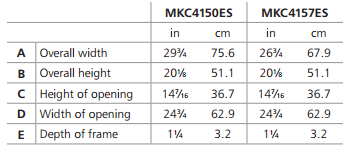 MKC4150ES MKC4157ES
in cm in cm
A Overall width 29¾ 75.6 26¾ 67.9
B Overall height 20⅛ 51.1 20⅛ 51.1
C Height of opening 14⁷⁄₁₆ 36.7 14⁷⁄₁₆ 36.7
D Width of opening 24¾ 62.9 24¾ 62.9
E Depth of frame 1¼ 3.2 1¼ 3.2